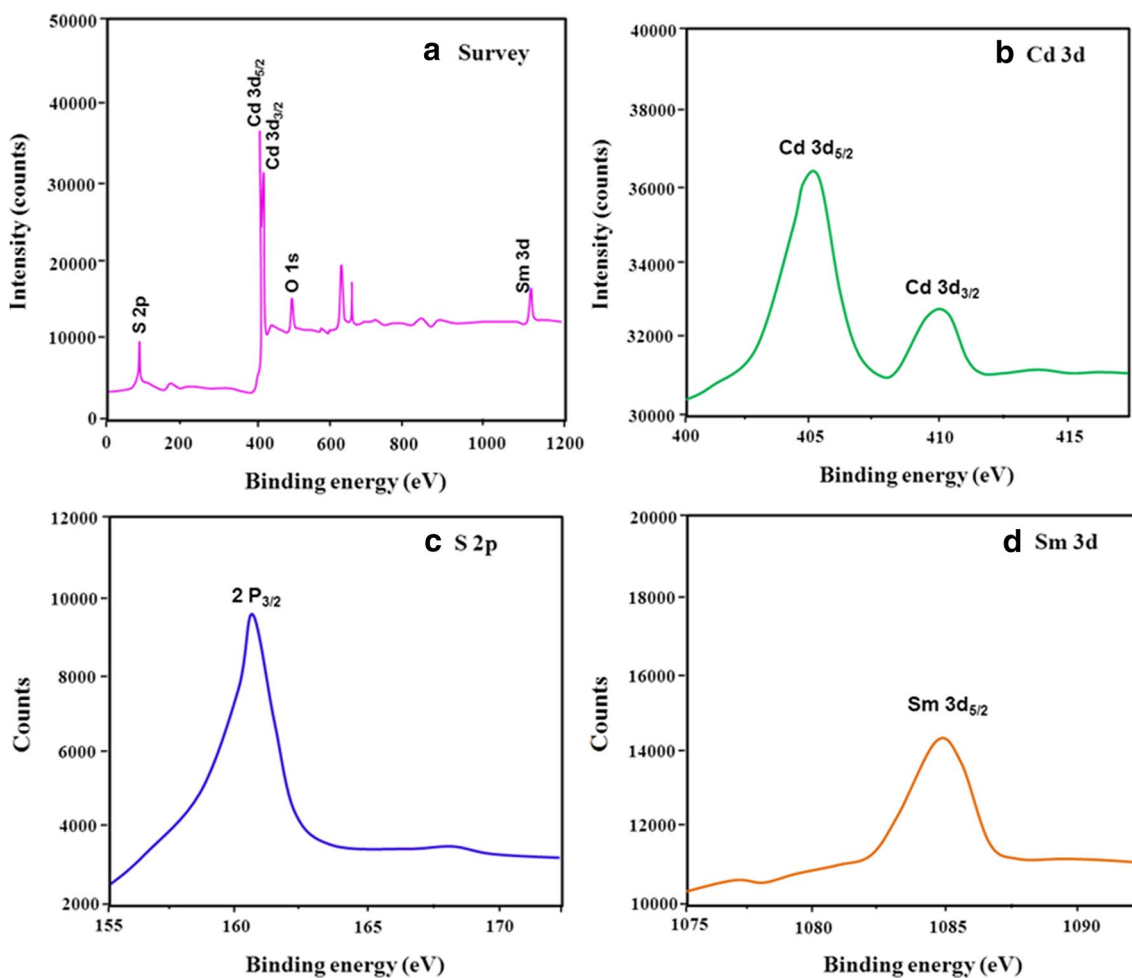 a Survey
Intensity (counts)
50000
40000
30000
20000
10000
0
S 2p
Cd 3d5/2
Cd 3d3/2
O 1s
Sm 3d
0 200 400 600 800 1000 1200
Binding energy (eV)
b Cd 3d
Intensity (counts)
40000
38000
36000
34000
32000
30000
Cd 3d5/2
Cd 3d3/2
400 405 410 415
Binding energy (eV)
c S 2p
Counts
12000
10000
8000
6000
4000
2000
2 P3/2
155 160 165 170
Binding energy (eV)
d Sm 3d
Counts
20000
18000
16000
14000
12000
10000
Sm 3d5/2
1075 1080 1085 1090
Binding energy (eV)